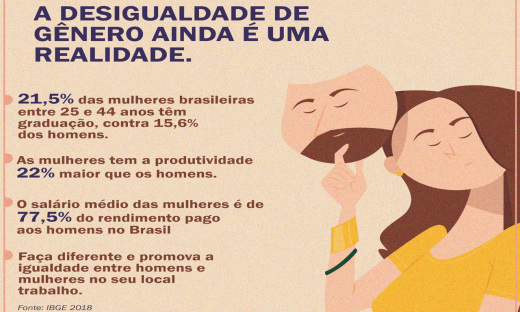 A DESIGUALDADE DE
GÊNERO AINDA É UMA
REALIDADE.
21,5% das mulheres brasileiras
entre 25 e 44 anos têm
graduação, contra 15,6%
dos homens.
As mulheres tem a produtividade
22% maior que os homens.
O salário médio das mulheres é de
77,5% do rendimento pago
aos homens no Brasil
Faça diferente e promova a
igualdade entre homens e
mulheres no seu local
trabalho.
Fonte: IBGE 2018